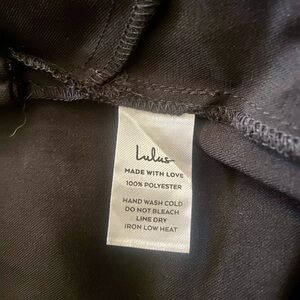 Lulus
MADE WITH LOVE
100% POLYESTER
HAND WASH COLD
DO NOT BLEACH
LINE DRY
IRON LOW HEAT